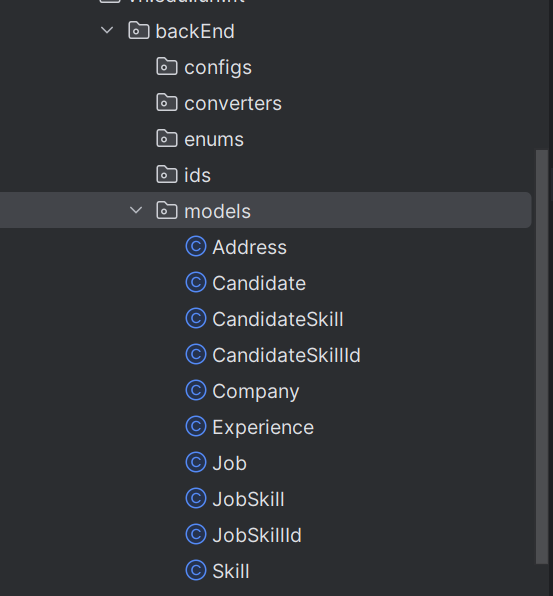 backEnd
configs
converters
enums
ids
models
C Address
C Candidate
C CandidateSkill
C CandidateSkillId
C Company
C Experience
C Job
C JobSkill
C JobSkillId
C Skill